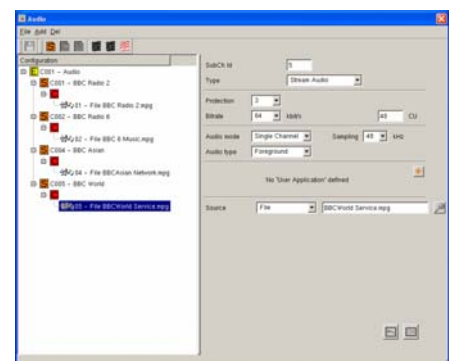 Audio
File Add Del
Configuration
E C001 - Audio
S C001 - BBC Radio 2
C
01 - File BBC Radio 2.mpg
S C002 - BBC Radio 6
C
02 - File BBC 6 Music.mpg
S C004 - BBC Asian
C
04 - File BBCAsian Network.mpg
S C005 - BBC World
C
05 - File BBCWorld Service.mpg
SubCh Id 5
Type Stream Audio
Protection 3
Bitrate 64 kbit/s 48 CU
Audio mode Single Channel Sampling 48 kHz
Audio type Foreground
No 'User Application' defined
Source File BBCWorld Service.mpg